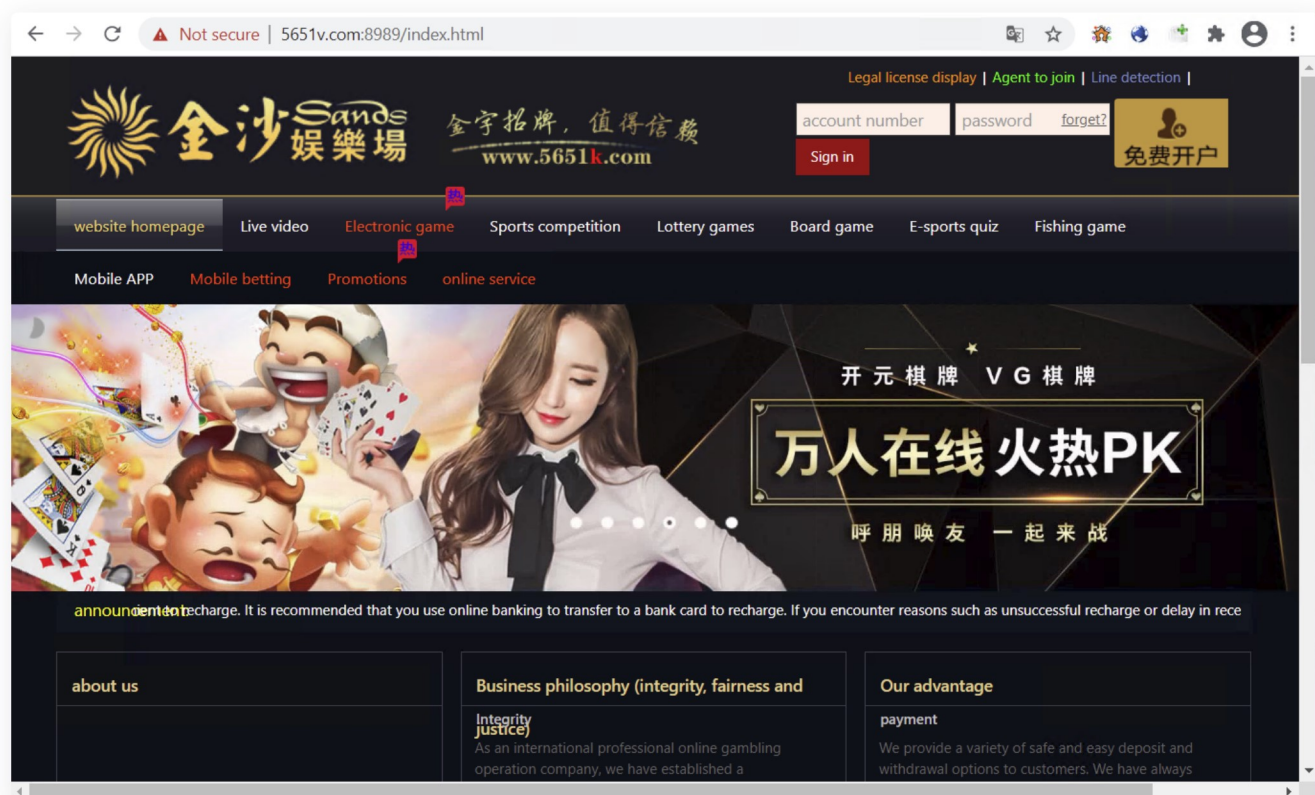 Not secure | 5651v.com:8989/index.html
Legal license display | Agent to join | Line detection |
金沙 Sands
娱樂場
金字招牌，值得信赖
www.5651k.com
account number
password
forget?
Sign in
免费开户
热
website homepage
Live video
Electronic game
Sports competition
Lottery games
Board game
E-sports quiz
Fishing game
热
Mobile APP
Mobile betting
Promotions
online service
开元棋牌 VG棋牌
万人在线 火热PK
呼朋唤友 一起来战
announcement:
to recharge. It is recommended that you use online banking to transfer to a bank card to recharge. If you encounter reasons such as unsuccessful recharge or delay in rece
about us
Business philosophy (integrity, fairness and
justice)
Integrity
As an international professional online gambling
operation company, we have established a
Our advantage
payment
We provide a variety of safe and easy deposit and
withdrawal options to customers. We have always